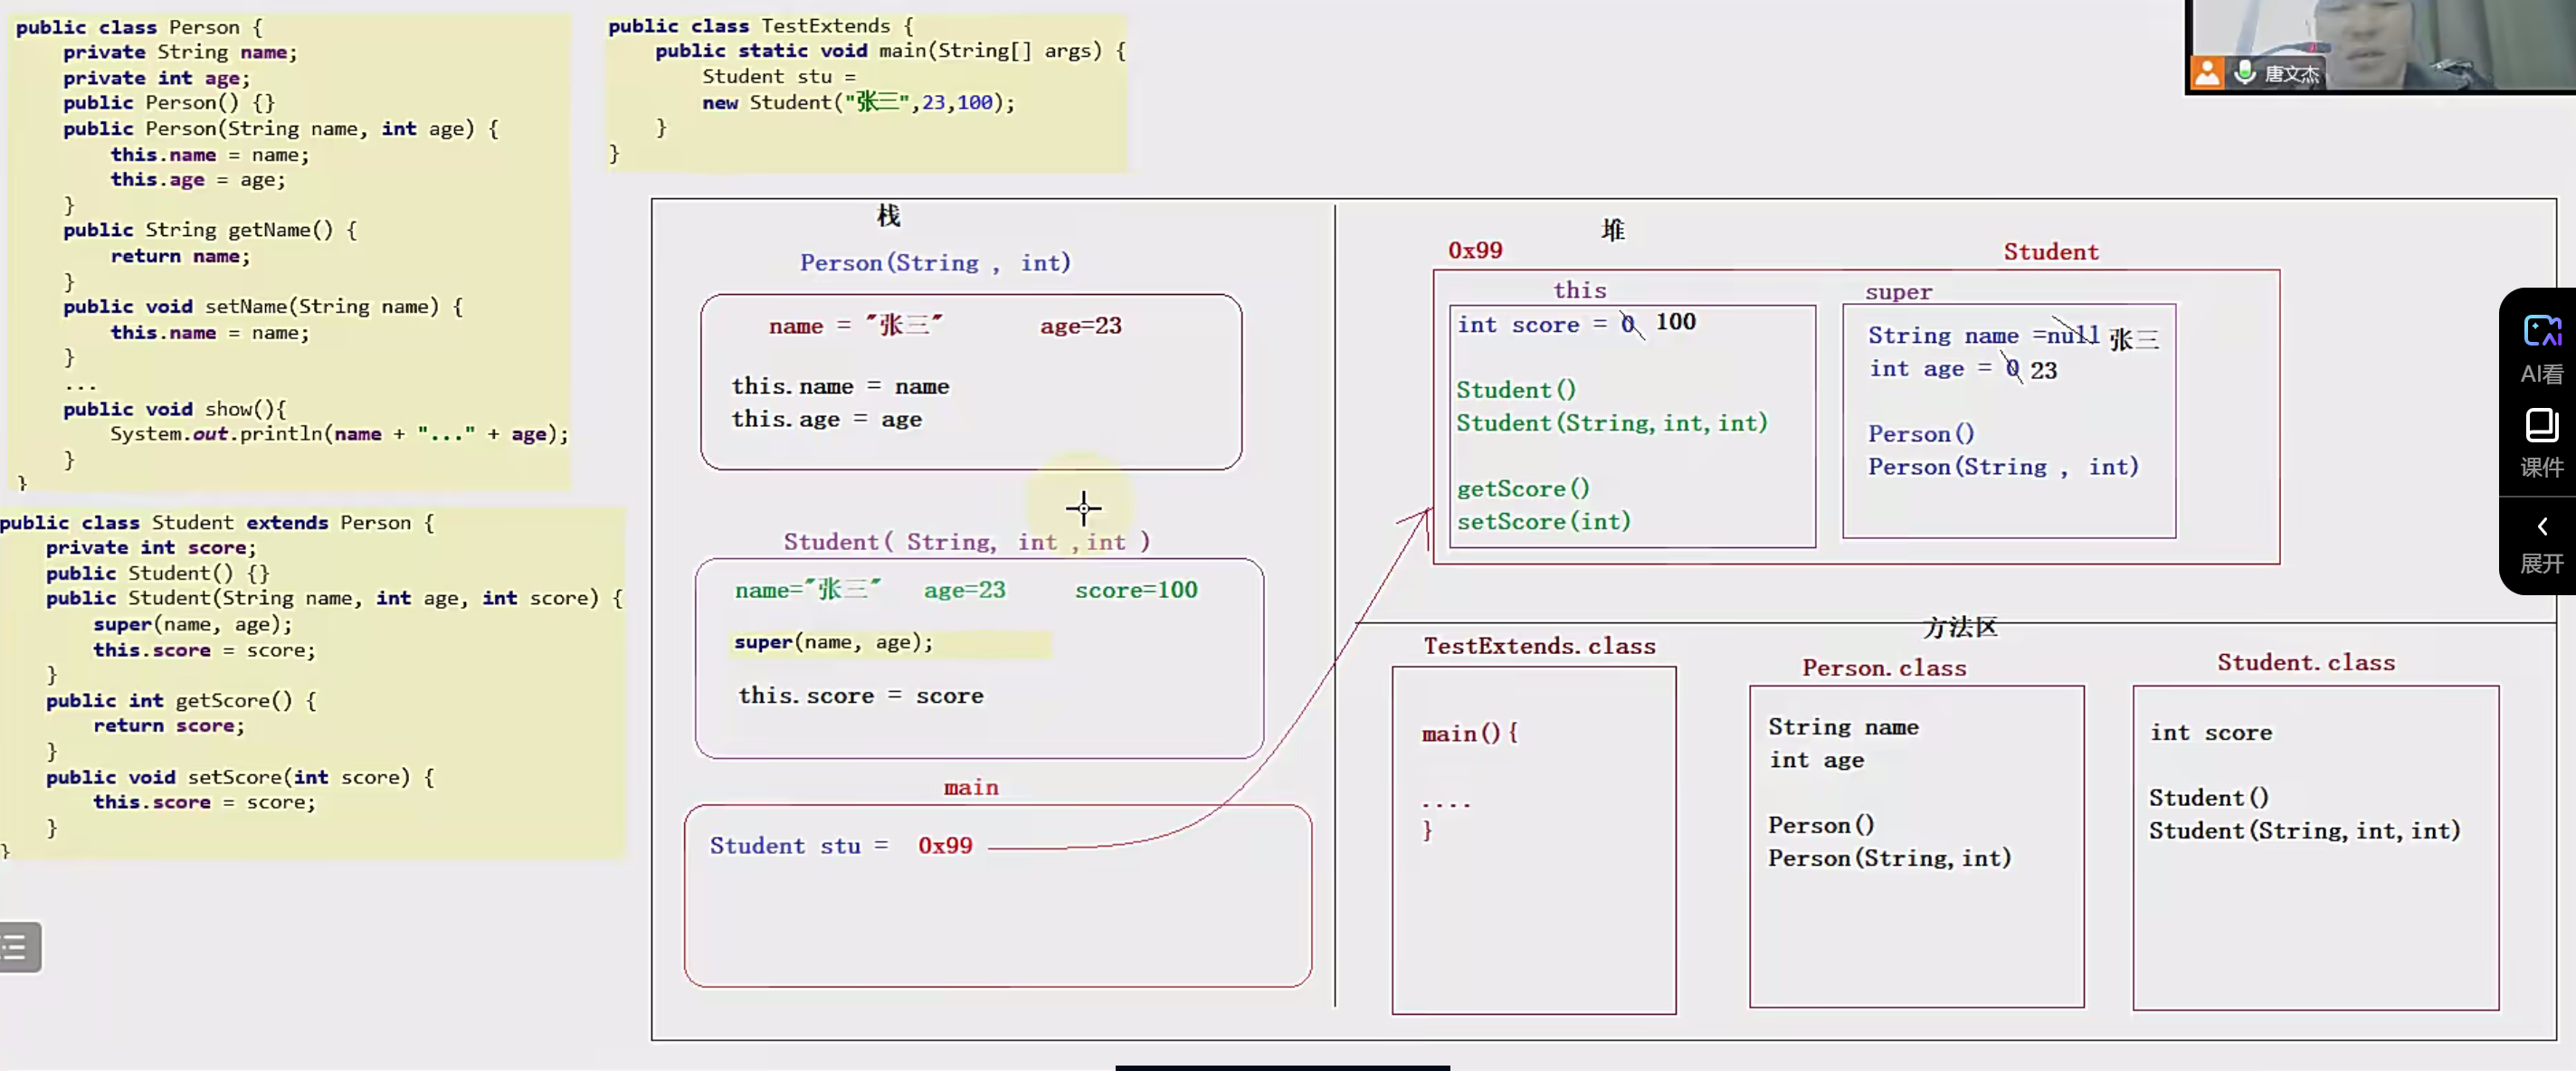 public class Person {
private String name;
private int age;
public Person() {}
public Person(String name, int age) {
this.name = name;
this.age = age;
}
public String getName() {
return name;
}
public void setName(String name) {
this.name = name;
}
...
public void show(){
System.out.println(name + "..." + age);
}
}
public class Student extends Person {
private int score;
public Student() {}
public Student(String name, int age, int score) {
super(name, age);
this.score = score;
}
public int getScore() {
return score;
}
public void setScore(int score) {
this.score = score;
}
}
public class TestExtends {
public static void main(String[] args) {
Student stu =
new Student("张三",23,100);
}
}
唐文杰
栈
Person(String , int)
name = "张三" age=23
this.name = name
this.age = age
Student( String, int ,int )
name="张三" age=23 score=100
super(name, age);
this.score = score
main
Student stu = 0x99
堆
0x99 Student
this
int score = 0 100
Student()
Student(String,int,int)
getScore()
setScore(int)
super
String name =null 张三
int age = 0 23
Person()
Person(String , int)
方法区
TestExtends.class
main(){
....
}
Person.class
String name
int age
Person()
Person(String,int)
Student.class
int score
Student()
Student(String,int,int)
AI看
课件
展开